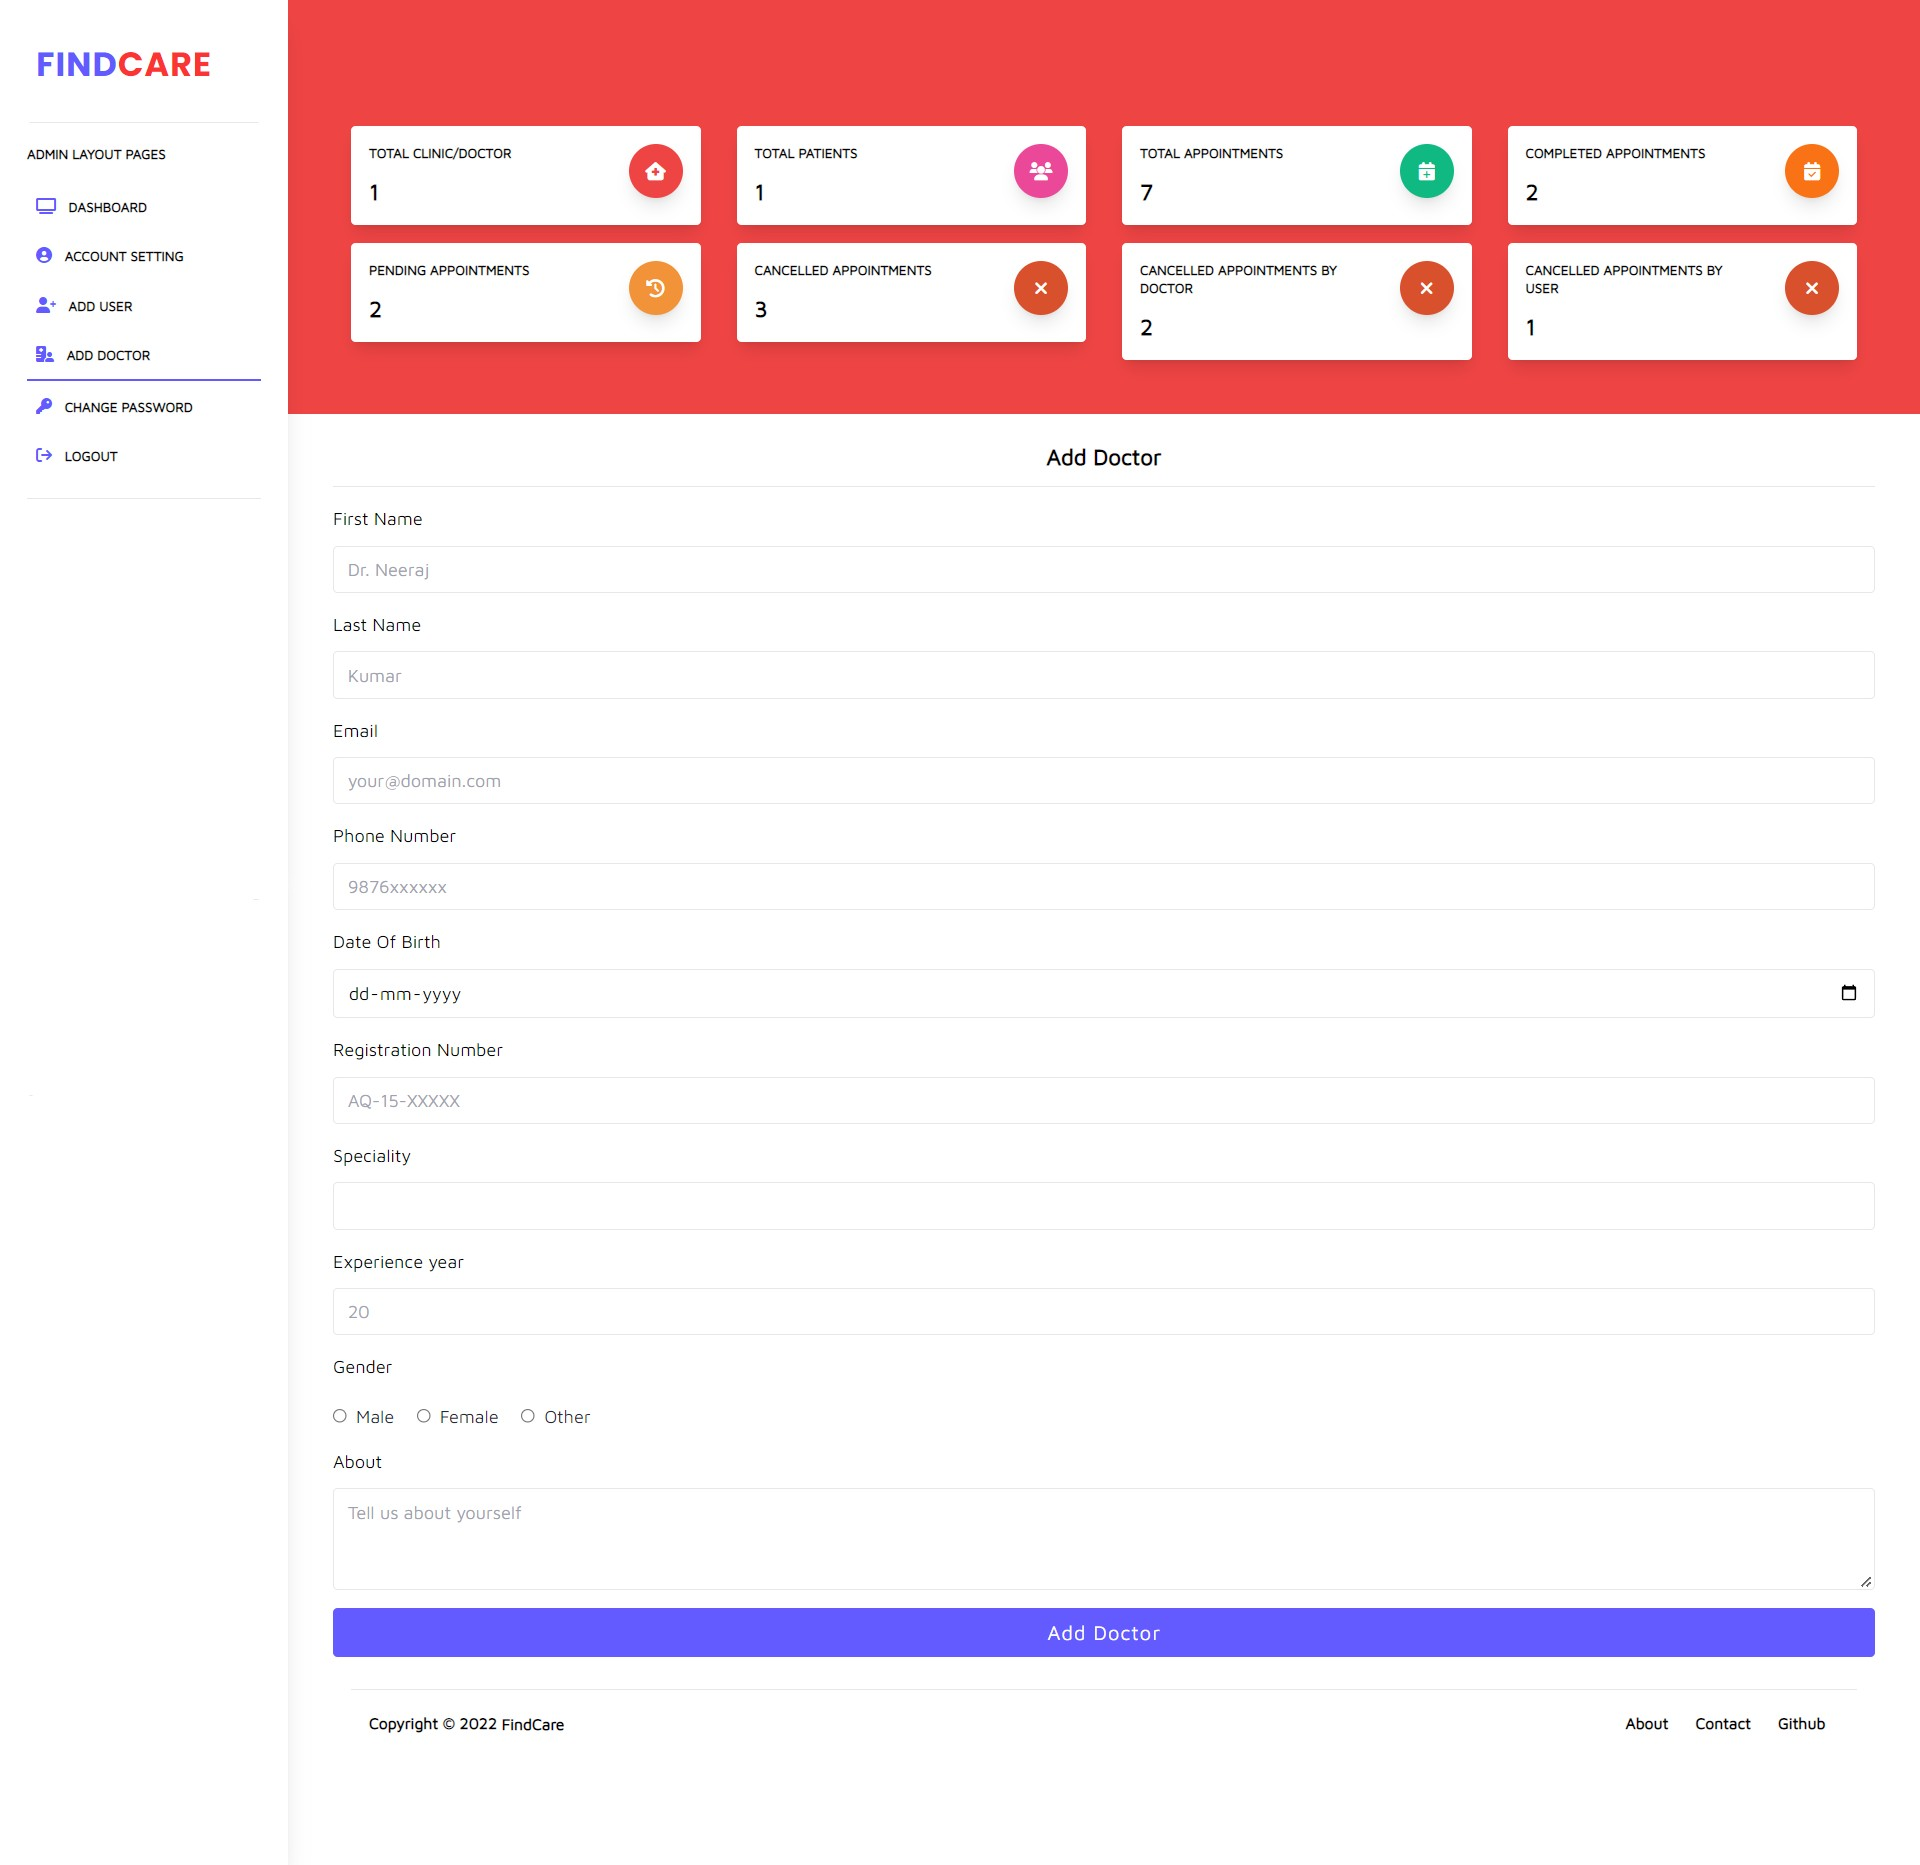 FINDCARE
ADMIN LAYOUT PAGES
DASHBOARD
ACCOUNT SETTING
ADD USER
ADD DOCTOR
CHANGE PASSWORD
LOGOUT
TOTAL CLINIC/DOCTOR
1
TOTAL PATIENTS
1
TOTAL APPOINTMENTS
7
COMPLETED APPOINTMENTS
2
PENDING APPOINTMENTS
2
CANCELLED APPOINTMENTS
3
CANCELLED APPOINTMENTS BY
DOCTOR
2
CANCELLED APPOINTMENTS BY
USER
1
Add Doctor
First Name
Dr. Neeraj
Last Name
Kumar
Email
your@domain.com
Phone Number
9876xxxxxx
Date Of Birth
dd-mm-yyyy
Registration Number
AQ-15-XXXXX
Speciality
Experience year
20
Gender
Male Female Other
About
Tell us about yourself
Add Doctor
Copyright © 2022 FindCare
About Contact Github